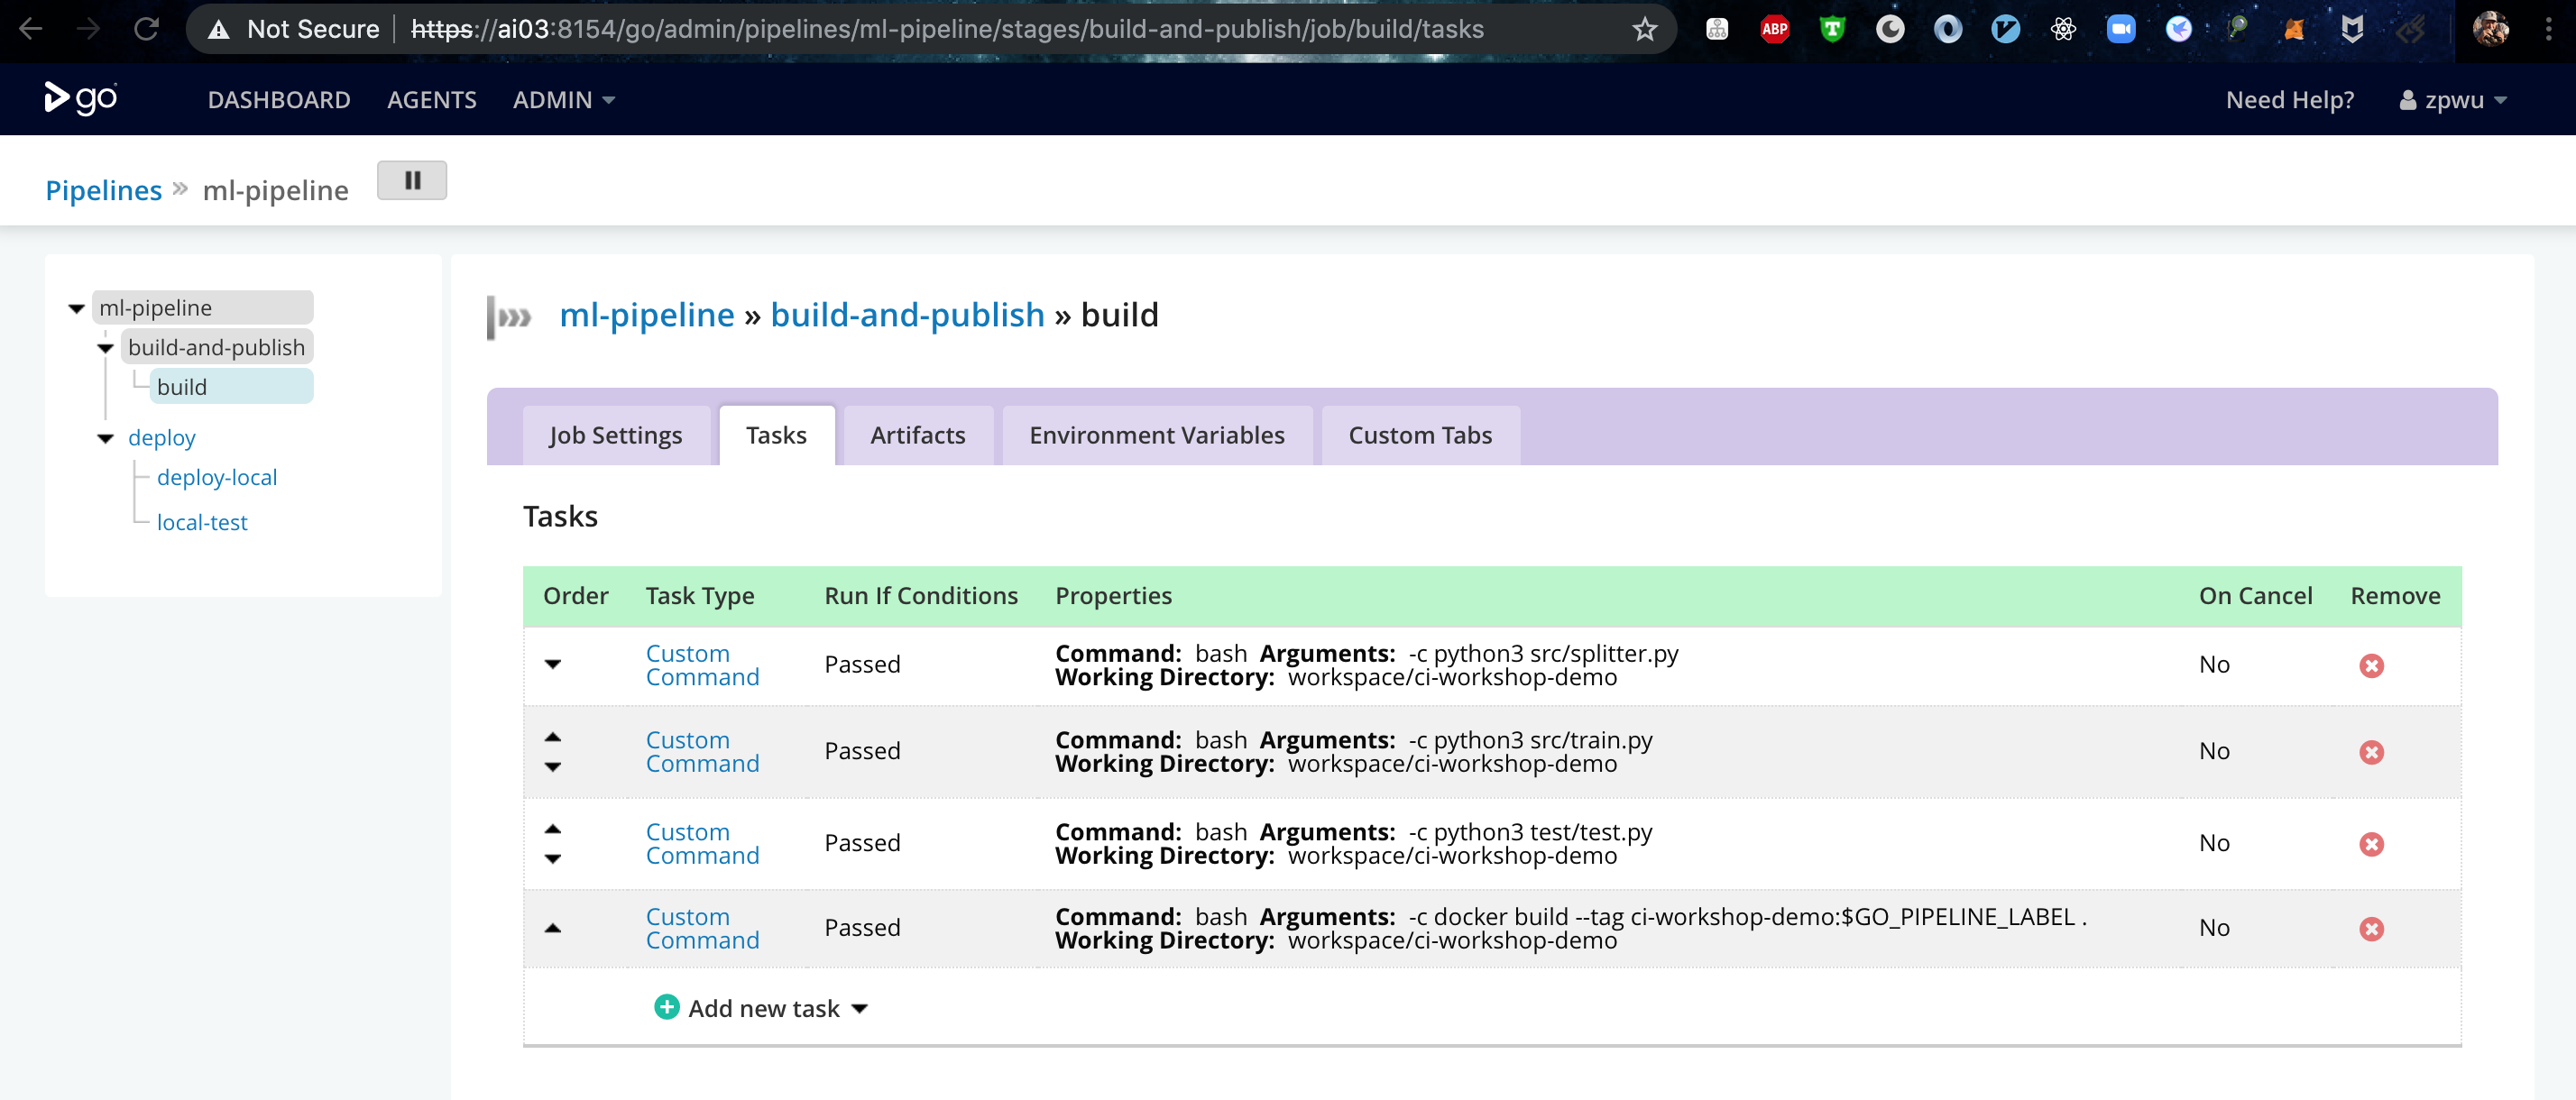 Not Secure https://ai03:8154/go/admin/pipelines/ml-pipeline/stages/build-and-publish/job/build/tasks ABP T
go DASHBOARD AGENTS ADMIN Need Help? zpwu
Pipelines » ml-pipeline
ml-pipeline
build-and-publish
build
deploy
deploy-local
local-test
ml-pipeline » build-and-publish » build
Job Settings Tasks Artifacts Environment Variables Custom Tabs
Tasks
Order Task Type Run If Conditions Properties On Cancel Remove
Custom Command Passed Command: bash Arguments: -c python3 src/splitter.py
Working Directory: workspace/ci-workshop-demo No
Custom Command Passed Command: bash Arguments: -c python3 src/train.py
Working Directory: workspace/ci-workshop-demo No
Custom Command Passed Command: bash Arguments: -c python3 test/test.py
Working Directory: workspace/ci-workshop-demo No
Custom Command Passed Command: bash Arguments: -c docker build --tag ci-workshop-demo:$GO_PIPELINE_LABEL .
Working Directory: workspace/ci-workshop-demo No
Add new task